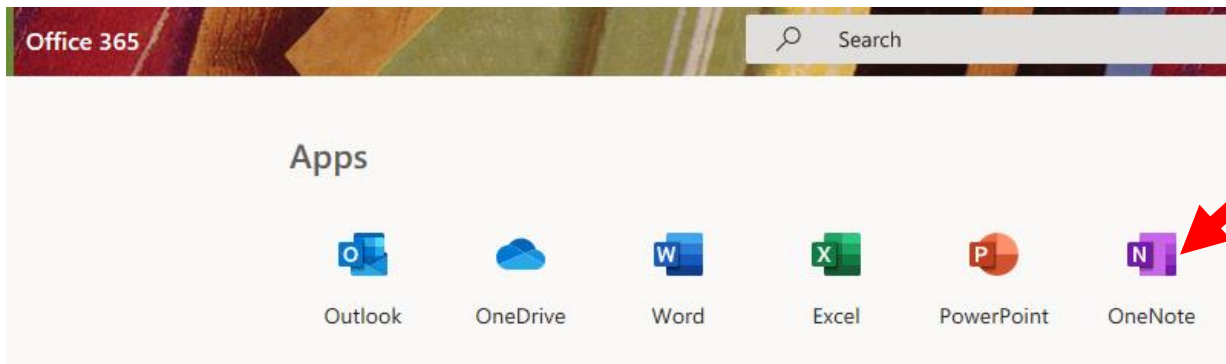 Office 365
Search
Apps
O W X P N
Outlook OneDrive Word Excel PowerPoint OneNote